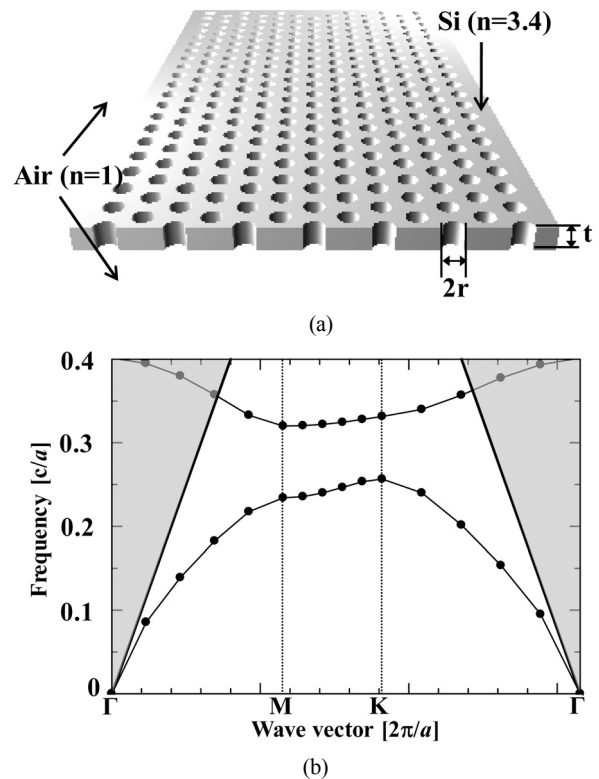 Si (n=3.4)
Air (n=1)
t
2r
(a)
0.4
0.3
0.2
0.1
0
Frequency [c/a]
Γ
M
K
Γ
Wave vector [2π/a]
(b)